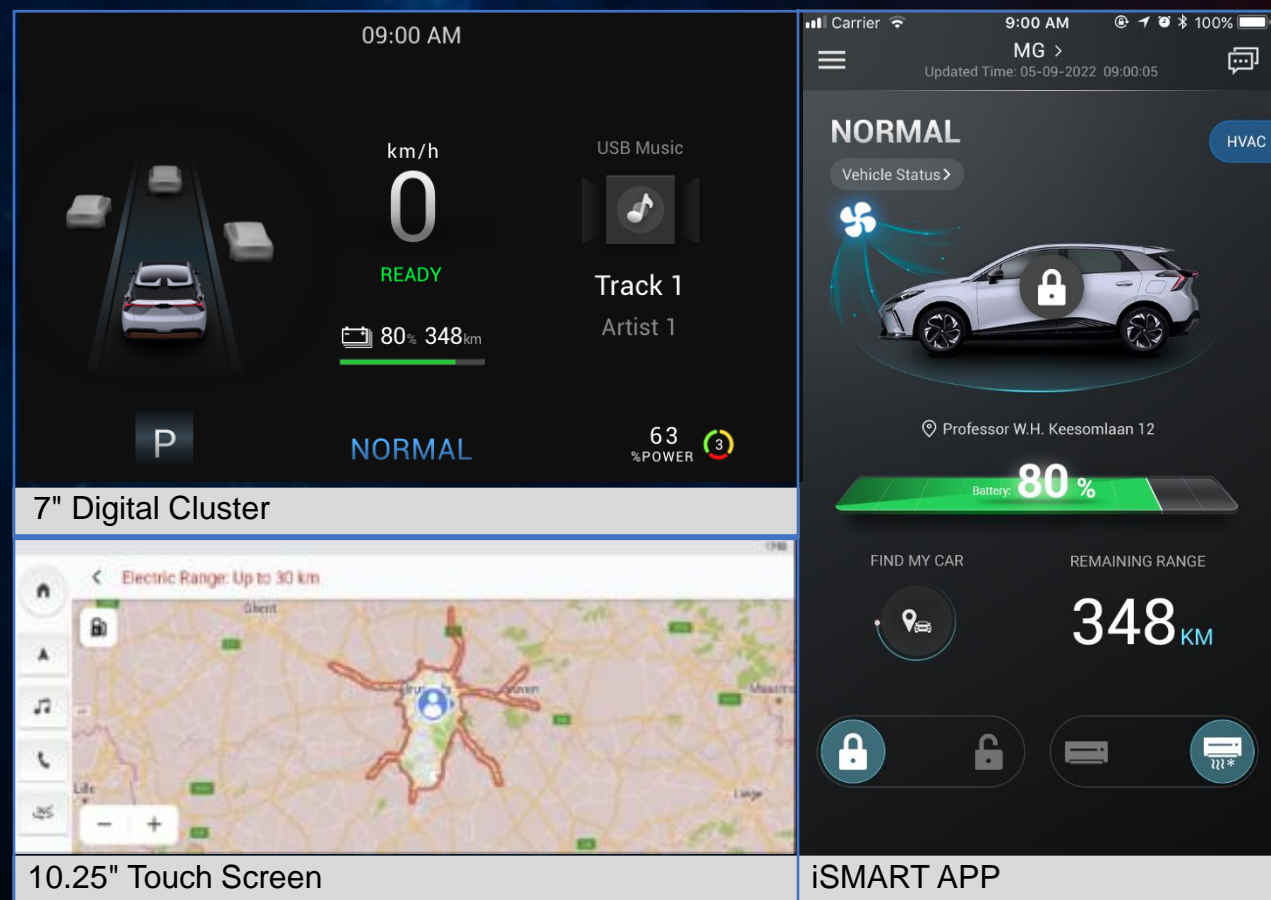 09:00 AM
km/h
0
READY
80% 348km
USB Music
Track 1
Artist 1
P
NORMAL
63
%POWER
3
7" Digital Cluster
Electric Range: Up to 30 km
Ghent
Lille
Liège
10.25" Touch Screen
Carrier 9:00 AM 100%
MG >
Updated Time: 05-09-2022 09:00:05
NORMAL
HVAC
Vehicle Status>
Professor W.H. Keesomlaan 12
Battery: 80 %
FIND MY CAR
REMAINING RANGE
348 KM
iSMART APP